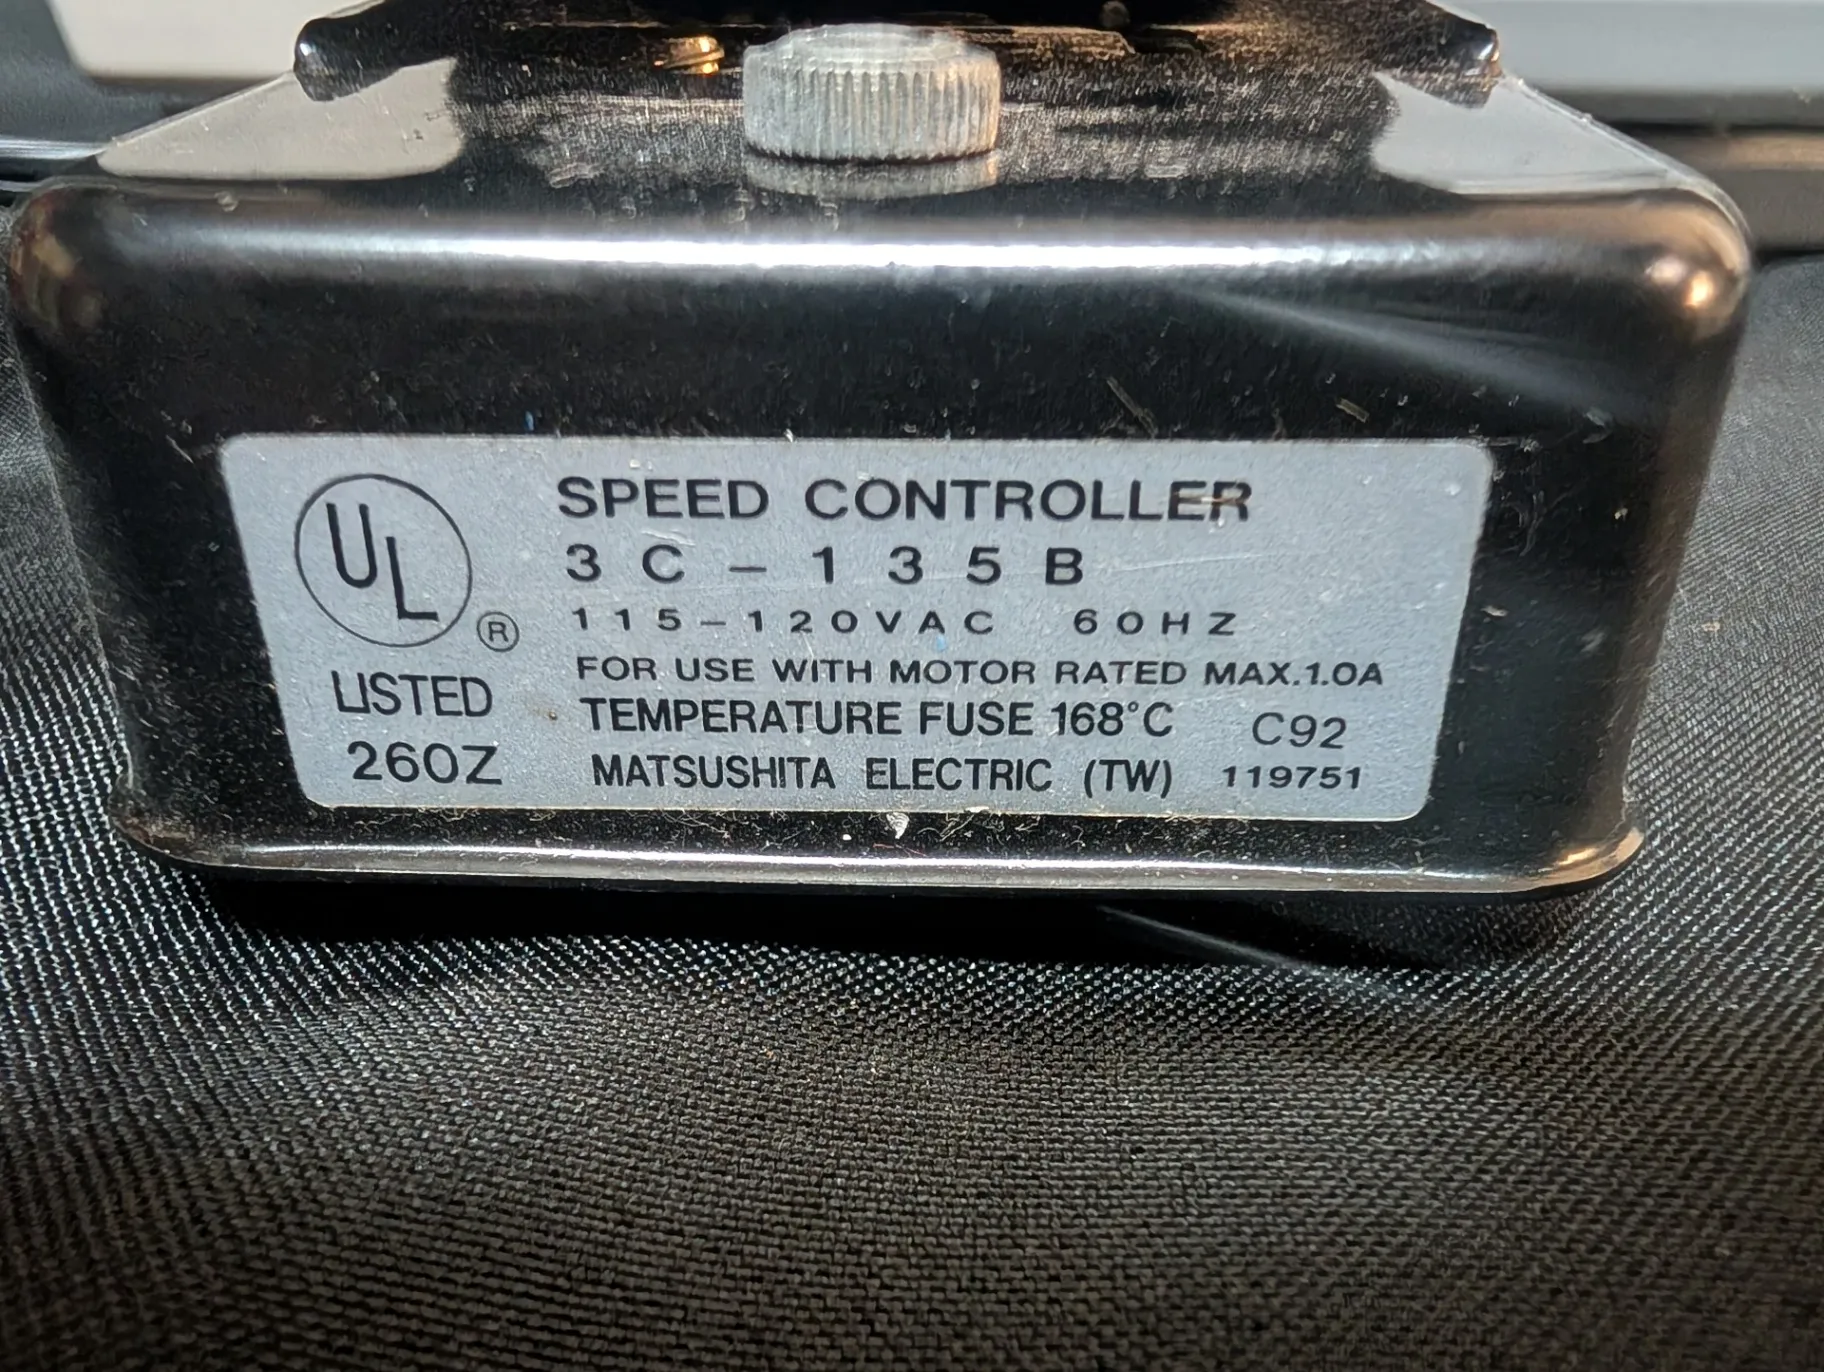 UL ®
LISTED
260Z
SPEED CONTROLLER
3C-135B
115-120VAC 60HZ
FOR USE WITH MOTOR RATED MAX.1.0A
TEMPERATURE FUSE 168°C C92
MATSUSHITA ELECTRIC (TW) 119751